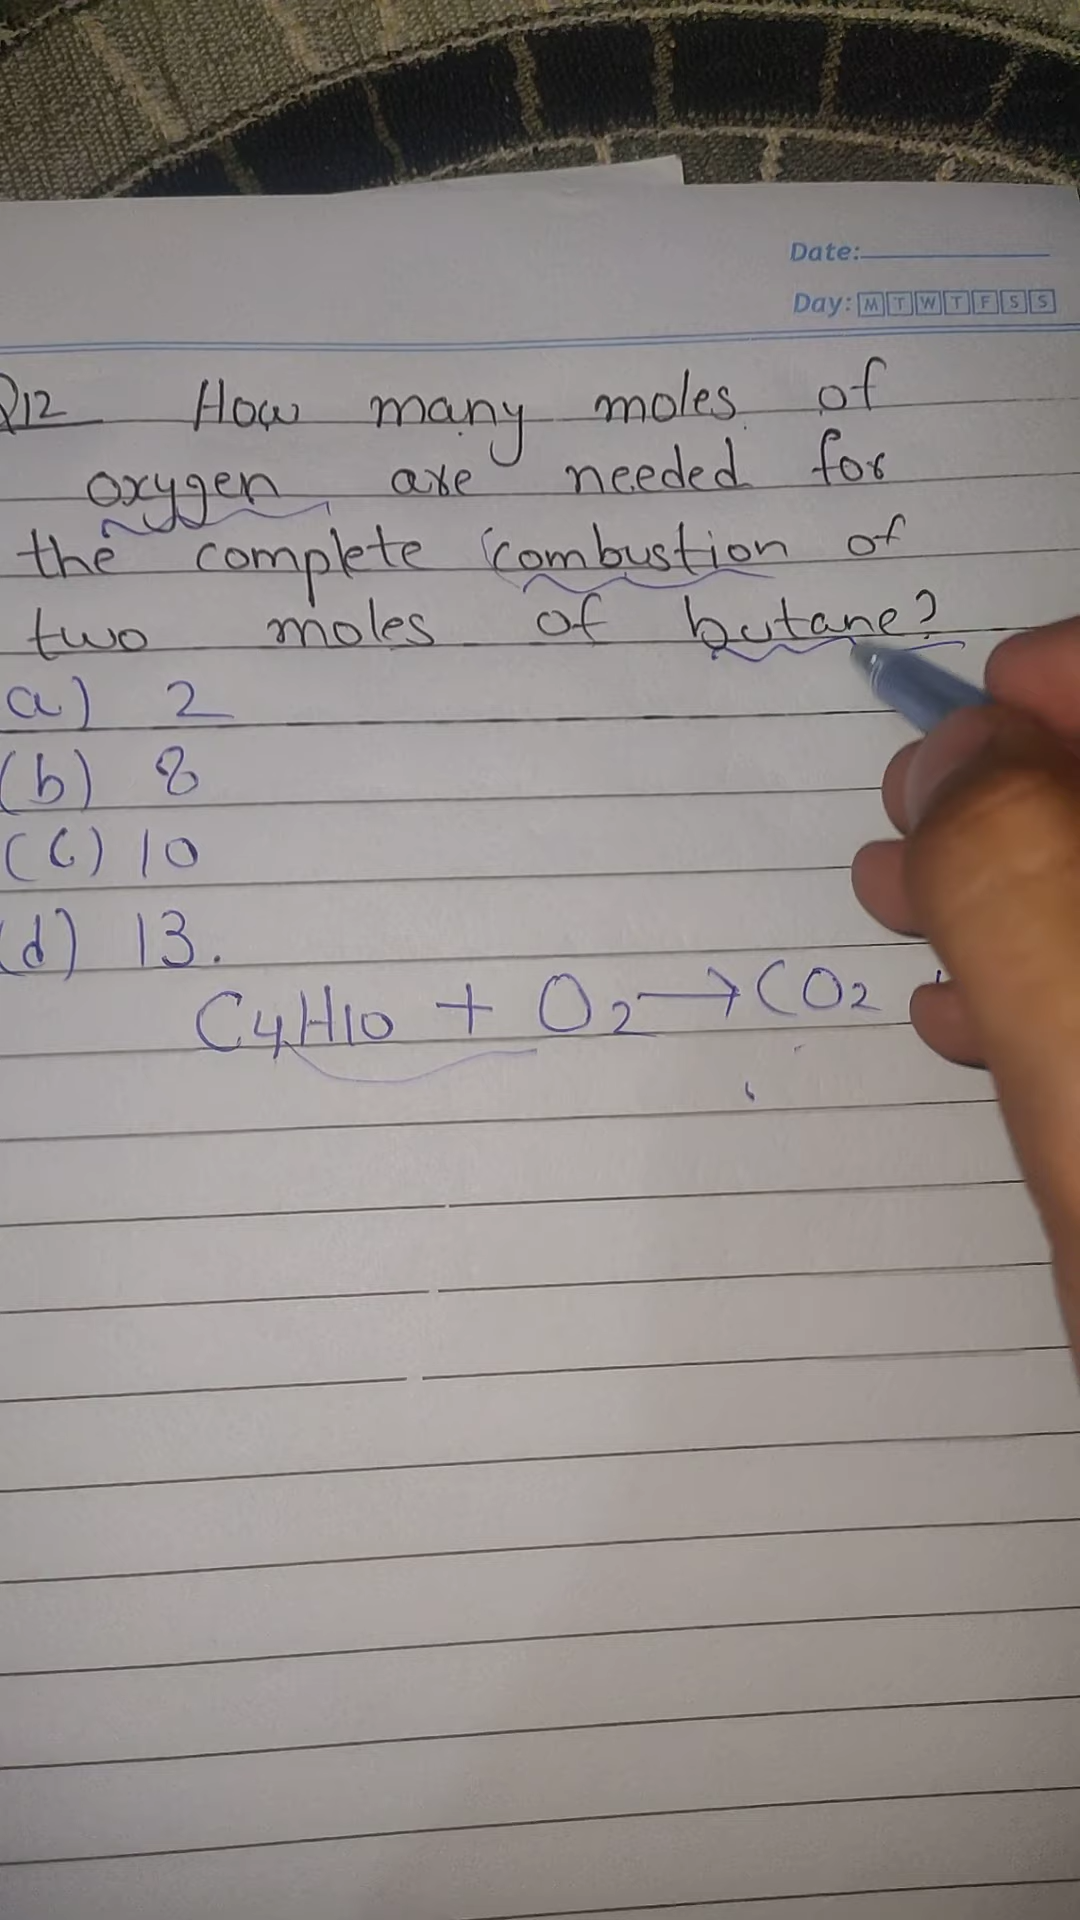 Date:
Day: M T W T F S S
Q12 How many moles of
oxygen are needed for
the complete combustion of
two moles of butane?
a) 2
(b) 8
(c) 10
(d) 13.
C4H10 + O2 → CO2 +